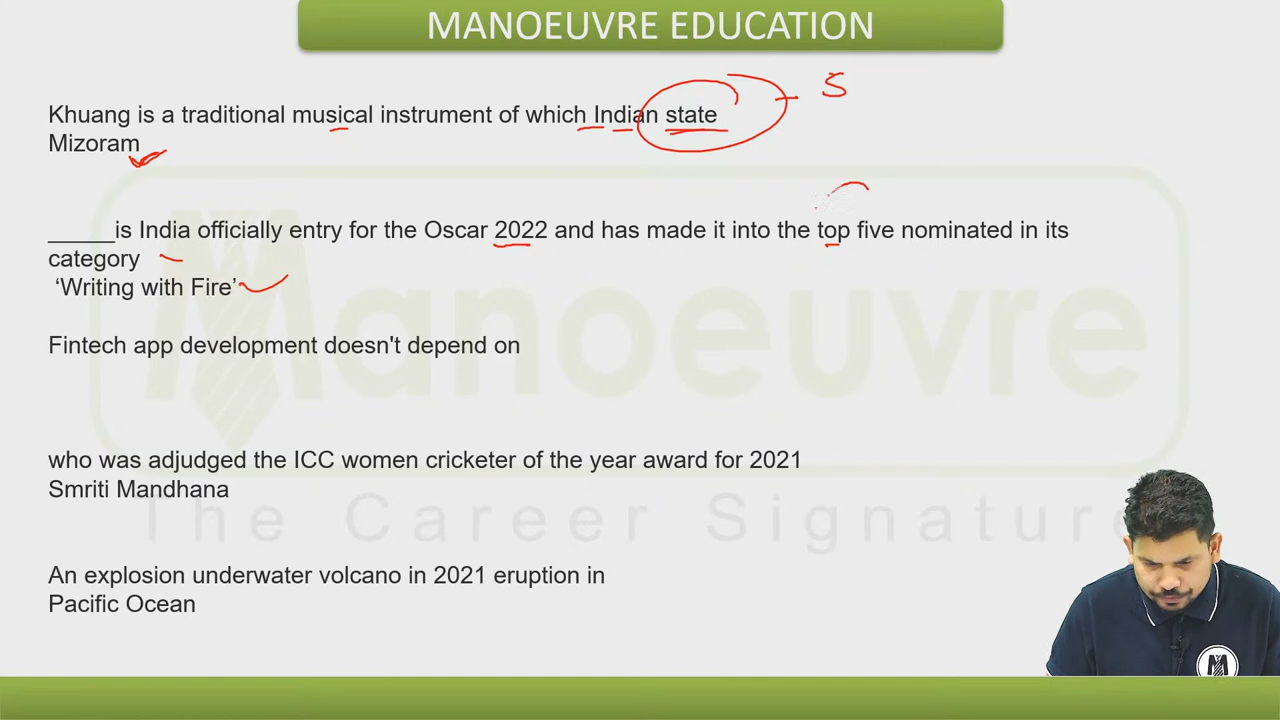 MANOEUVRE EDUCATION
Khuang is a traditional musical instrument of which Indian state
5
Mizoram
_____is India officially entry for the Oscar 2022 and has made it into the top five nominated in its
category
‘Writing with Fire’
Fintech app development doesn't depend on
who was adjudged the ICC women cricketer of the year award for 2021
Smriti Mandhana
An explosion underwater volcano in 2021 eruption in
Pacific Ocean
Manoeuvre
The Career Signature
M